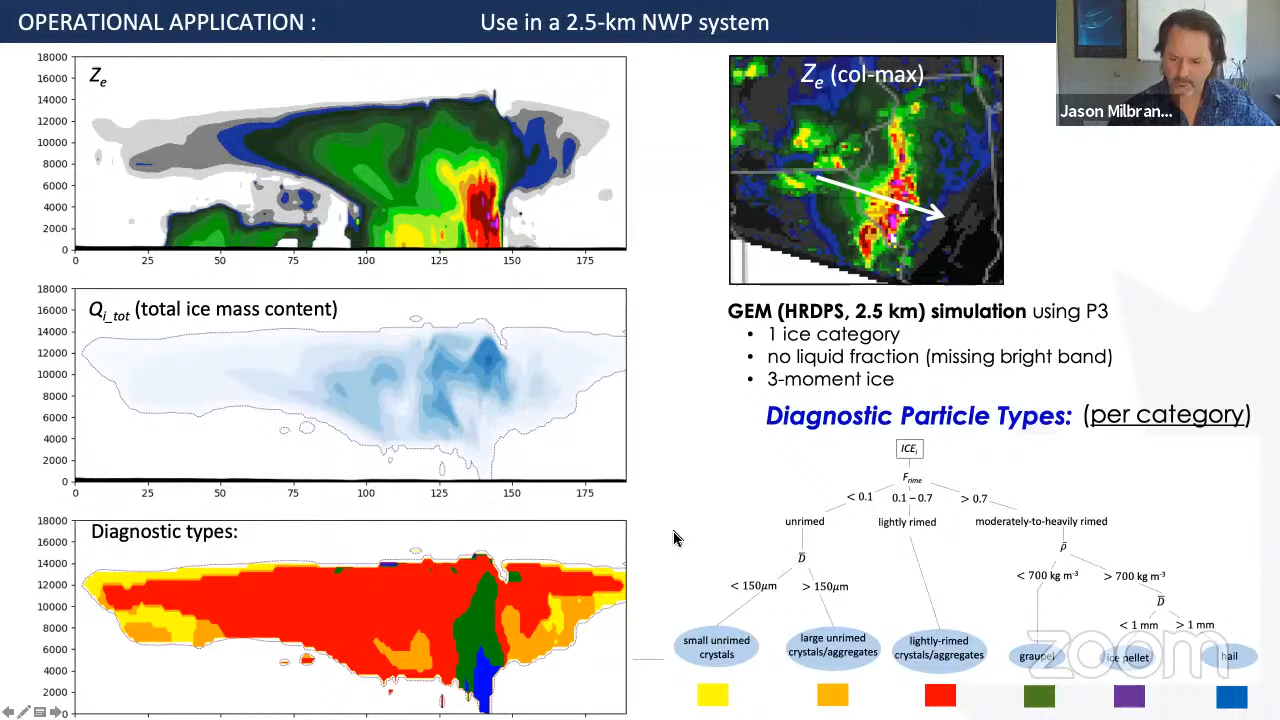 OPERATIONAL APPLICATION :
Use in a 2.5-km NWP system
Jason Milbran...
Ze
18000
16000
14000
12000
10000
8000
6000
4000
2000
0
0 25 50 75 100 125 150 175
Ze (col-max)
Qi_tot (total ice mass content)
18000
16000
14000
12000
10000
8000
6000
4000
2000
0
0 25 50 75 100 125 150 175
GEM (HRDPS, 2.5 km) simulation using P3
• 1 ice category
• no liquid fraction (missing bright band)
• 3-moment ice
Diagnostic types:
18000
16000
14000
12000
10000
8000
6000
4000
2000
0
Diagnostic Particle Types: (per category)
ICEi
Frime
< 0.1 0.1 – 0.7 > 0.7
unrimed lightly rimed moderately-to-heavily rimed
D̅ ρ̅
< 150μm > 150μm < 700 kg m-3 > 700 kg m-3
D̅
< 1 mm > 1 mm
small unrimed
crystals
large unrimed
crystals/aggregates
lightly-rimed
crystals/aggregates
graupel
ice pellet
hail
zoom